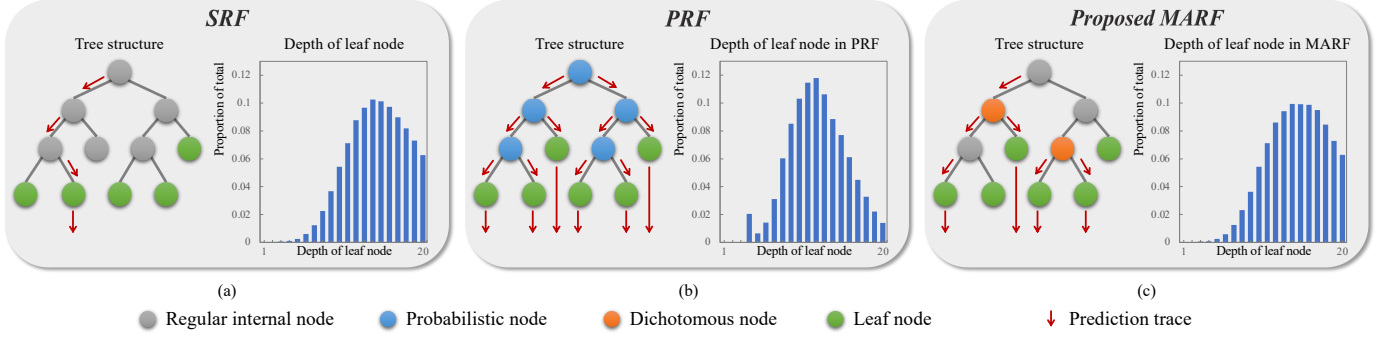 SRF
Tree structure
Depth of leaf node
Proportion of total
0.12
0.1
0.08
0.06
0.04
0.02
0
1
Depth of leaf node
20
(a)
PRF
Tree structure
Depth of leaf node in PRF
Proportion of total
0.12
0.1
0.08
0.06
0.04
0.02
0
1
Depth of leaf node
20
(b)
Proposed MARF
Tree structure
Depth of leaf node in MARF
Proportion of total
0.12
0.1
0.08
0.06
0.04
0.02
0
1
Depth of leaf node
20
(c)
Regular internal node
Probabilistic node
Dichotomous node
Leaf node
Prediction trace